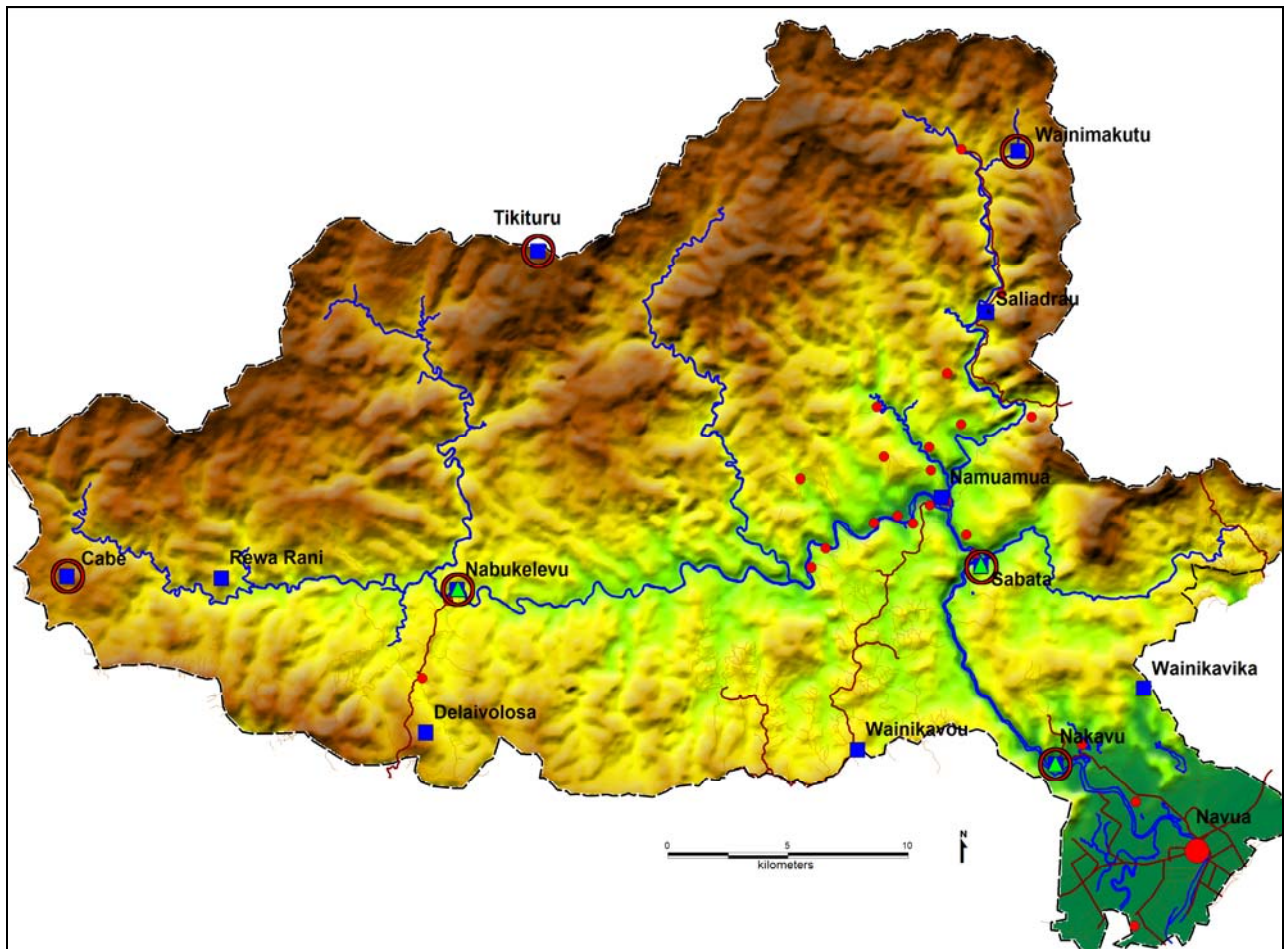 Wainimakutu
Tikituru
Saliadrau
Namuamua
Cabe
Rewa Rani
Nabukelevu
Sabata
Wainikavika
Delaivolosa
Wainikavou
Nakavu
Navua
N
0 5 10
kilometers